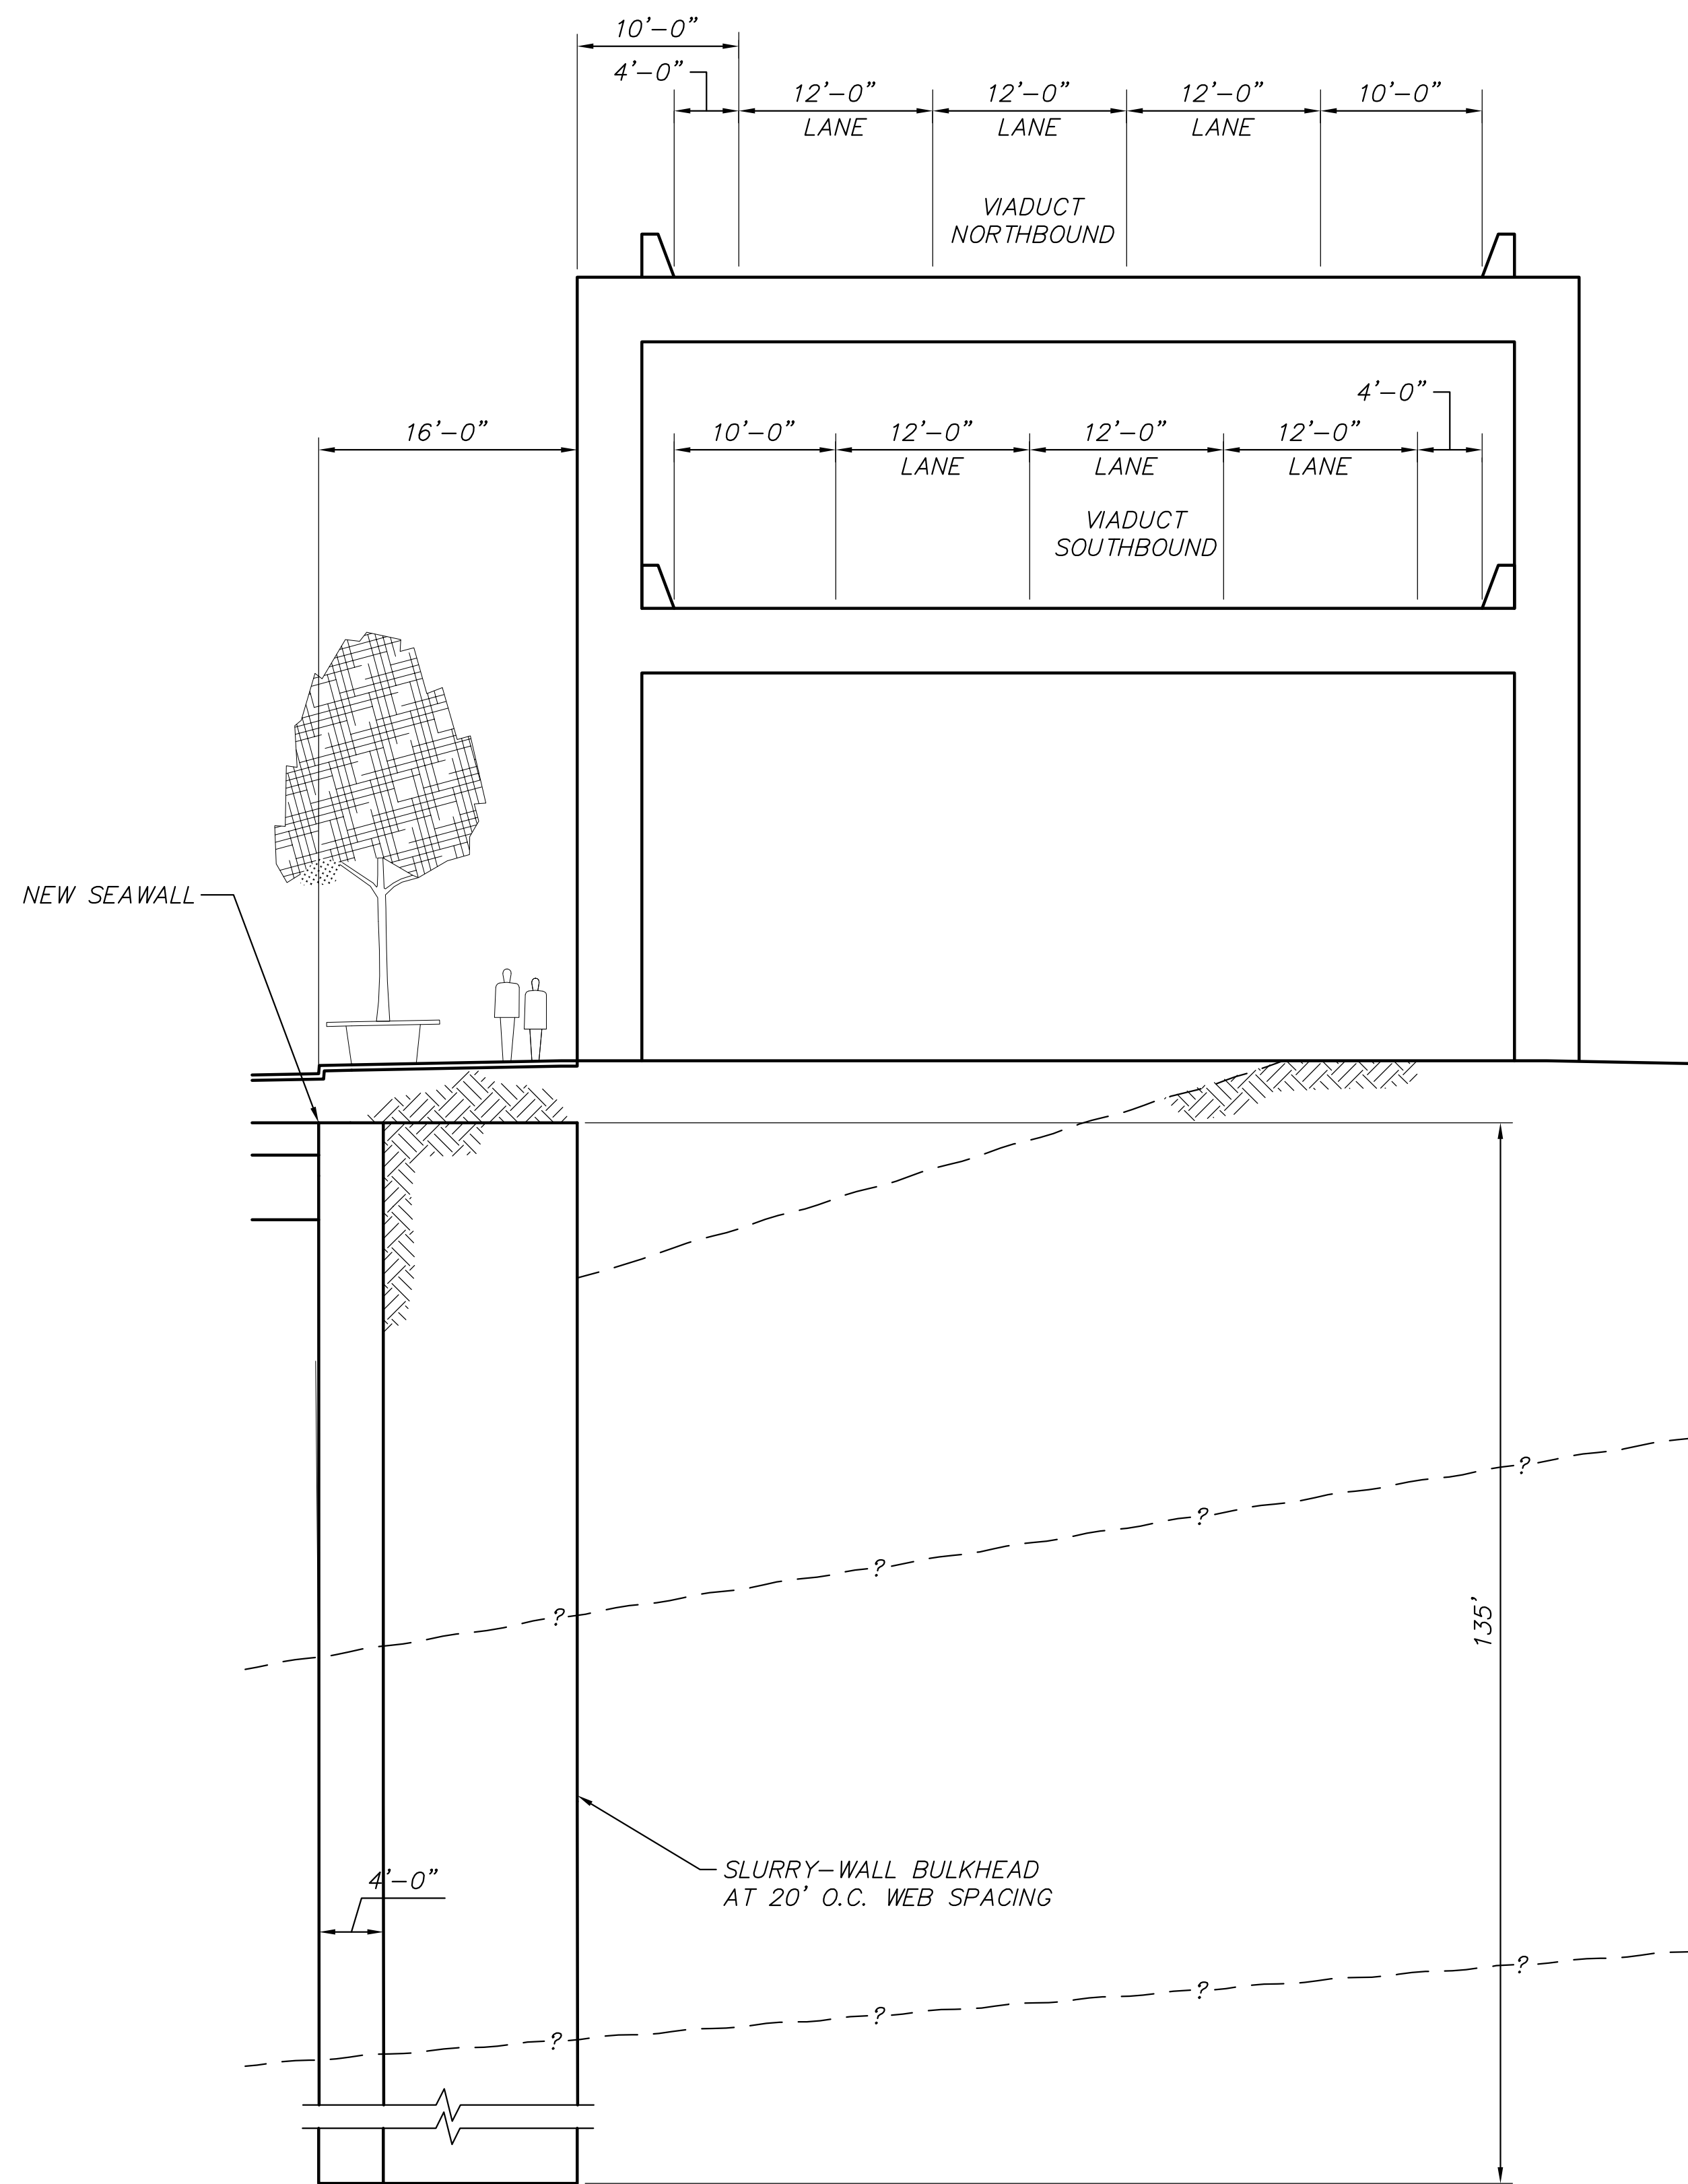 10'-0"
4'-0"
12'-0" 12'-0" 12'-0" 10'-0"
LANE LANE LANE
VIADUCT
NORTHBOUND
4'-0"
16'-0" 10'-0" 12'-0" 12'-0" 12'-0"
LANE LANE LANE
VIADUCT
SOUTHBOUND
NEW SEAWALL
?
?
?
?
135'
SLURRY-WALL BULKHEAD
AT 20' O.C. WEB SPACING
4'-0"
?
?
?
?